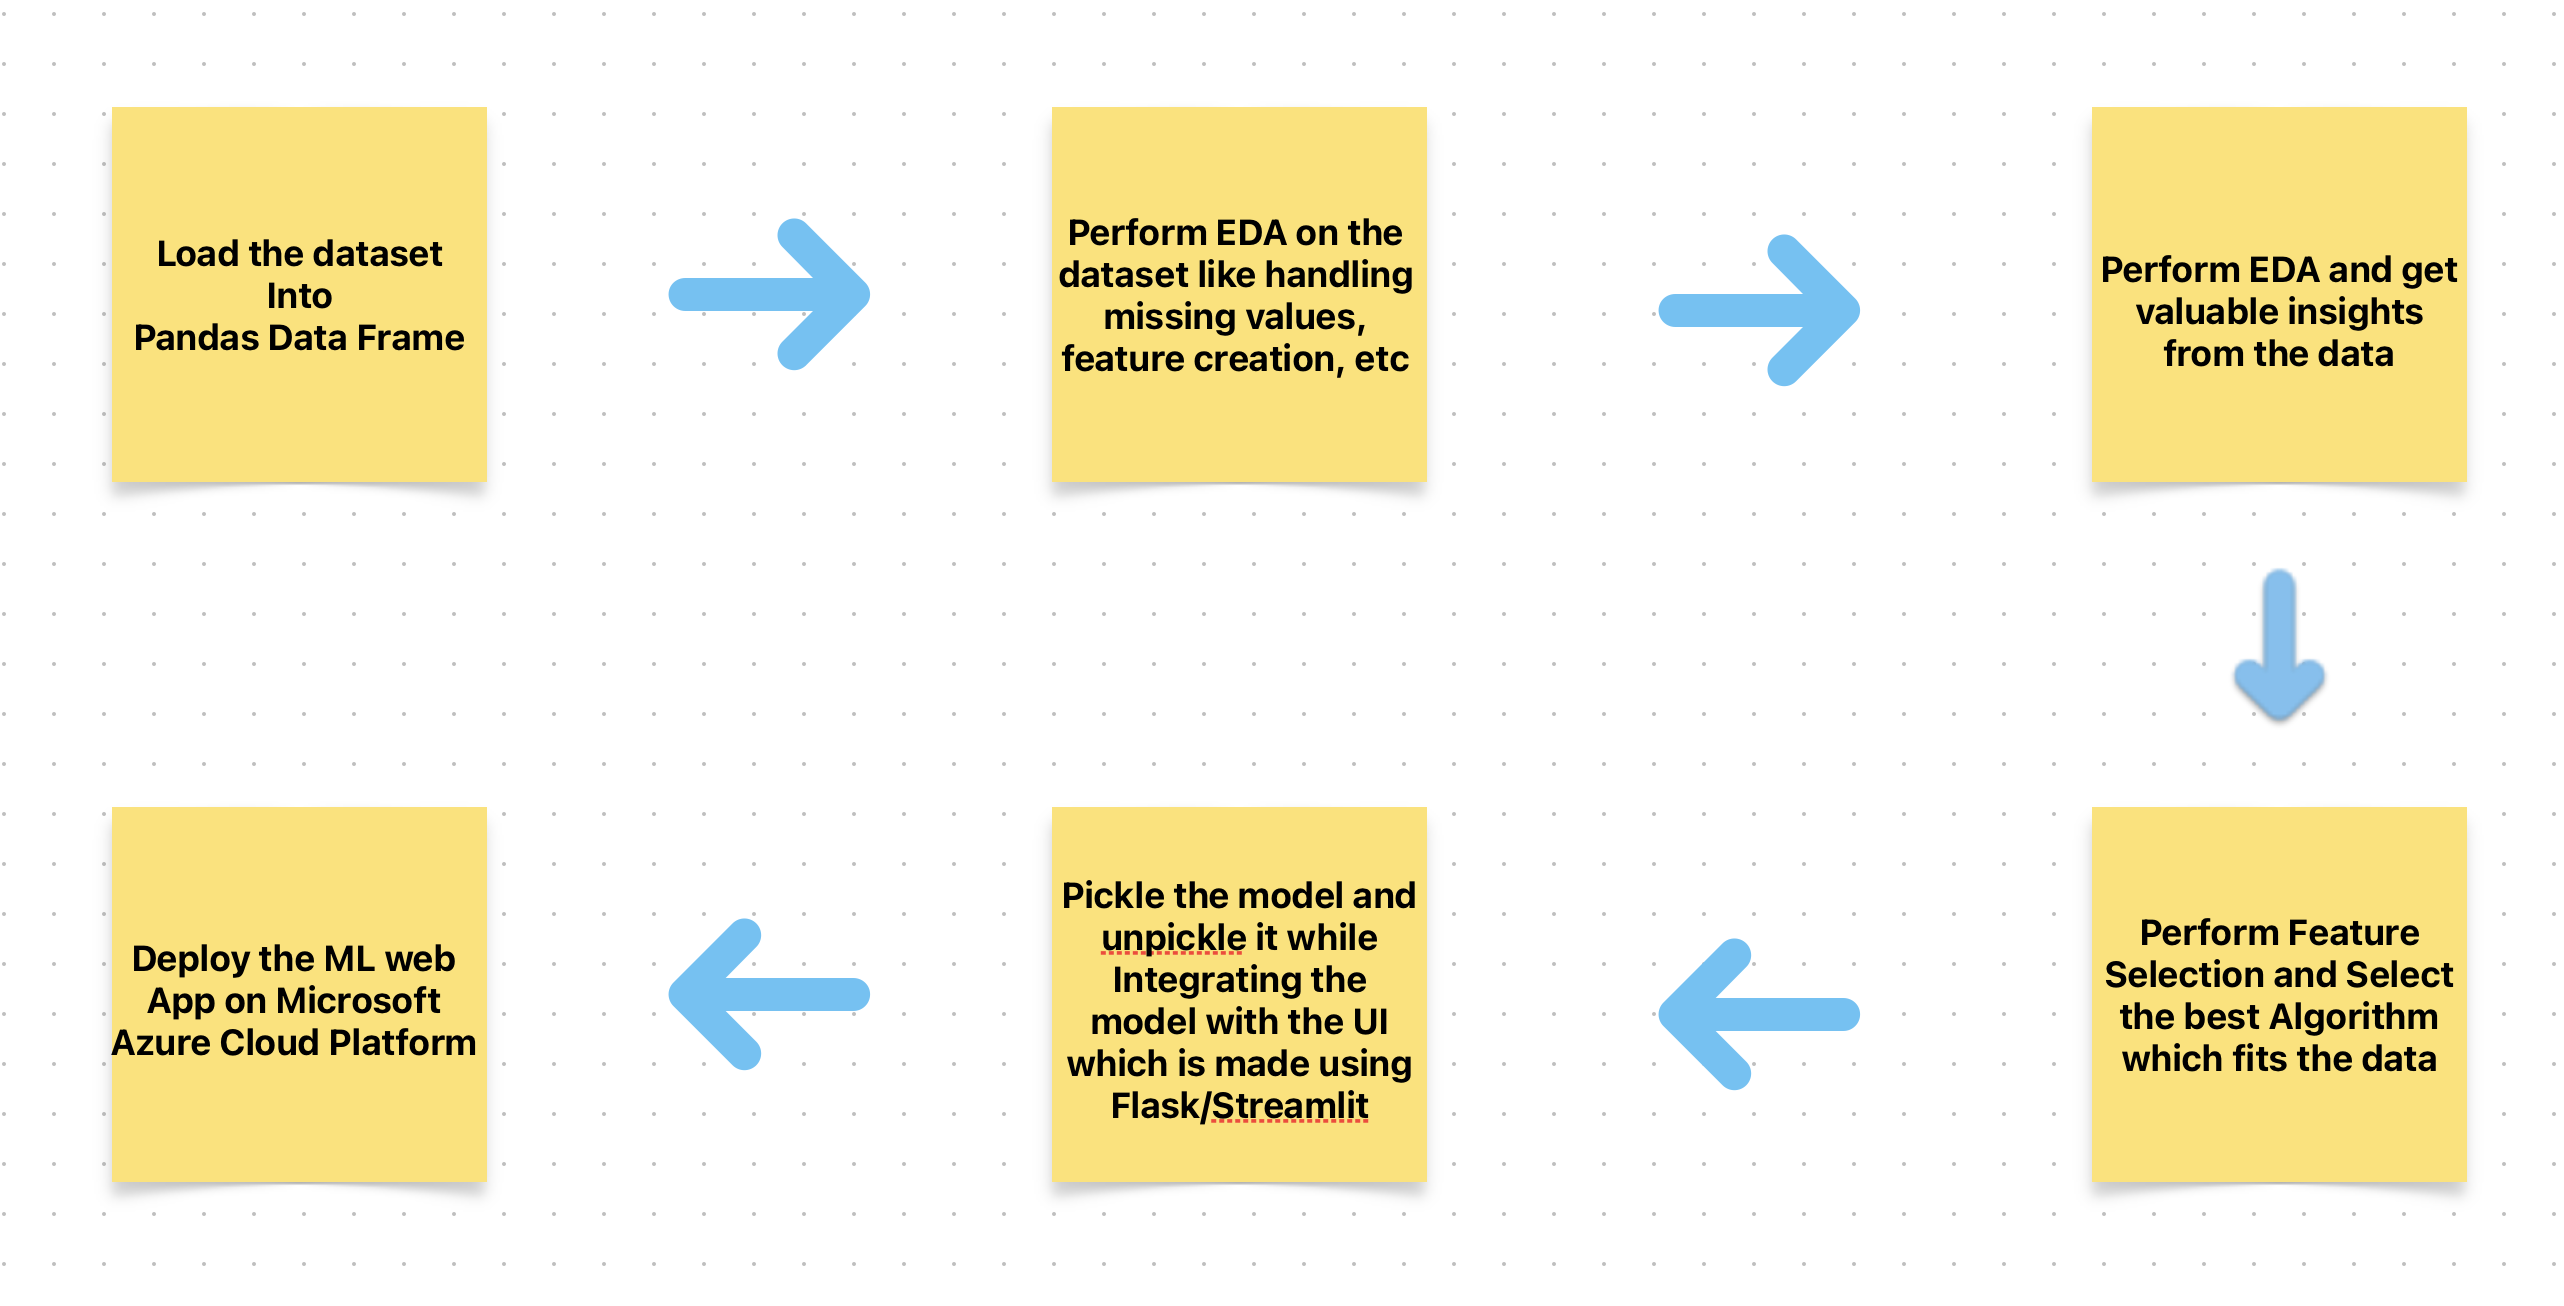 Load the dataset
Into
Pandas Data Frame
Perform EDA on the
dataset like handling
missing values,
feature creation, etc
Perform EDA and get
valuable insights
from the data
Perform Feature
Selection and Select
the best Algorithm
which fits the data
Pickle the model and
unpickle it while
Integrating the
model with the UI
which is made using
Flask/Streamlit
Deploy the ML web
App on Microsoft
Azure Cloud Platform